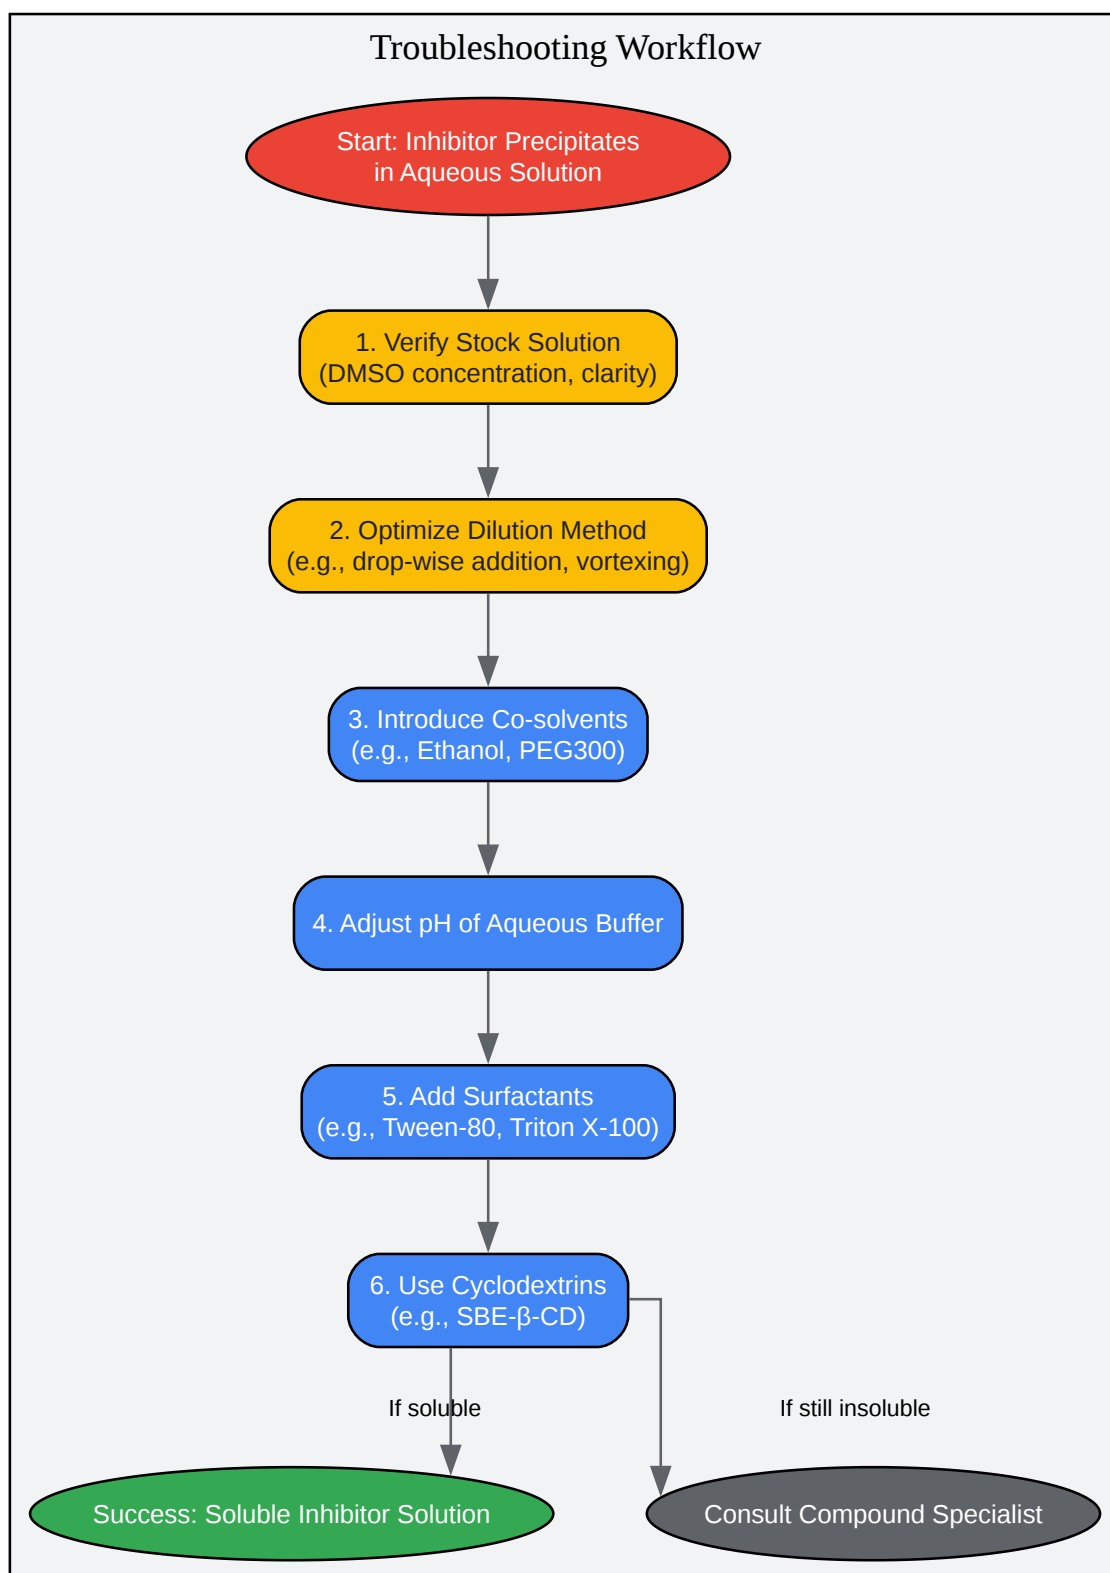 Troubleshooting Workflow
Start: Inhibitor Precipitates
in Aqueous Solution
1. Verify Stock Solution
(DMSO concentration, clarity)
2. Optimize Dilution Method
(e.g., drop-wise addition, vortexing)
3. Introduce Co-solvents
(e.g., Ethanol, PEG300)
4. Adjust pH of Aqueous Buffer
5. Add Surfactants
(e.g., Tween-80, Triton X-100)
6. Use Cyclodextrins
(e.g., SBE-β-CD)
If soluble
If still insoluble
Success: Soluble Inhibitor Solution
Consult Compound Specialist